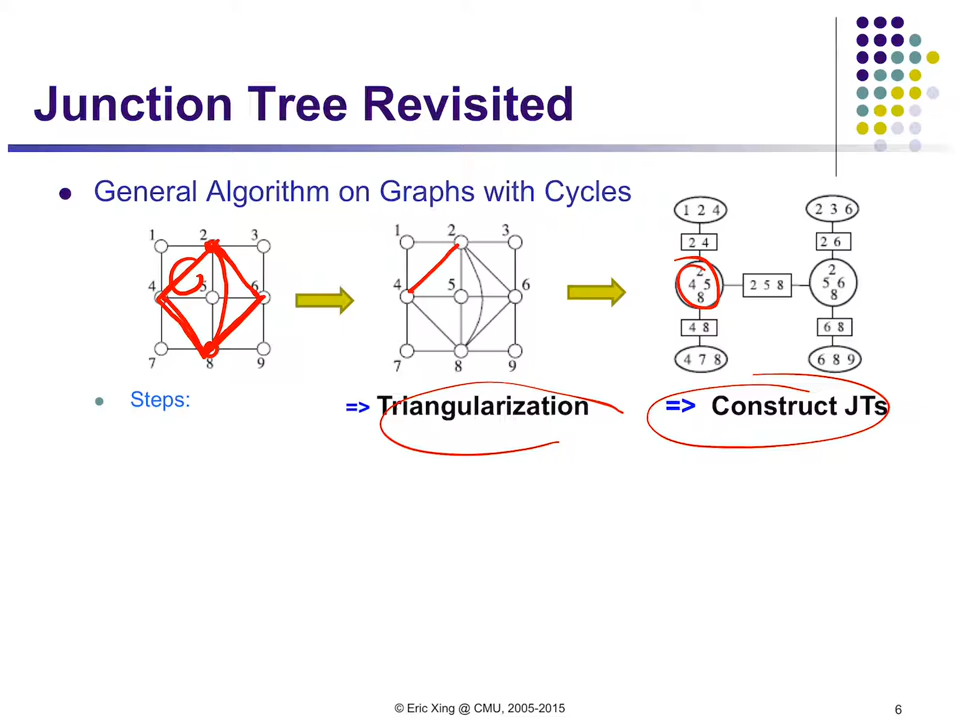 Junction Tree Revisited
General Algorithm on Graphs with Cycles
1 2 3
4 5 6
7 8 9
1 2 3
4 5 6
7 8 9
1 2 4
2 3 6
2 4
2 6
2
4 5
8
2 5 8
2
5 6
8
4 8
6 8
4 7 8
6 8 9
Steps:
=> Triangularization
=> Construct JTs
© Eric Xing @ CMU, 2005-2015
6